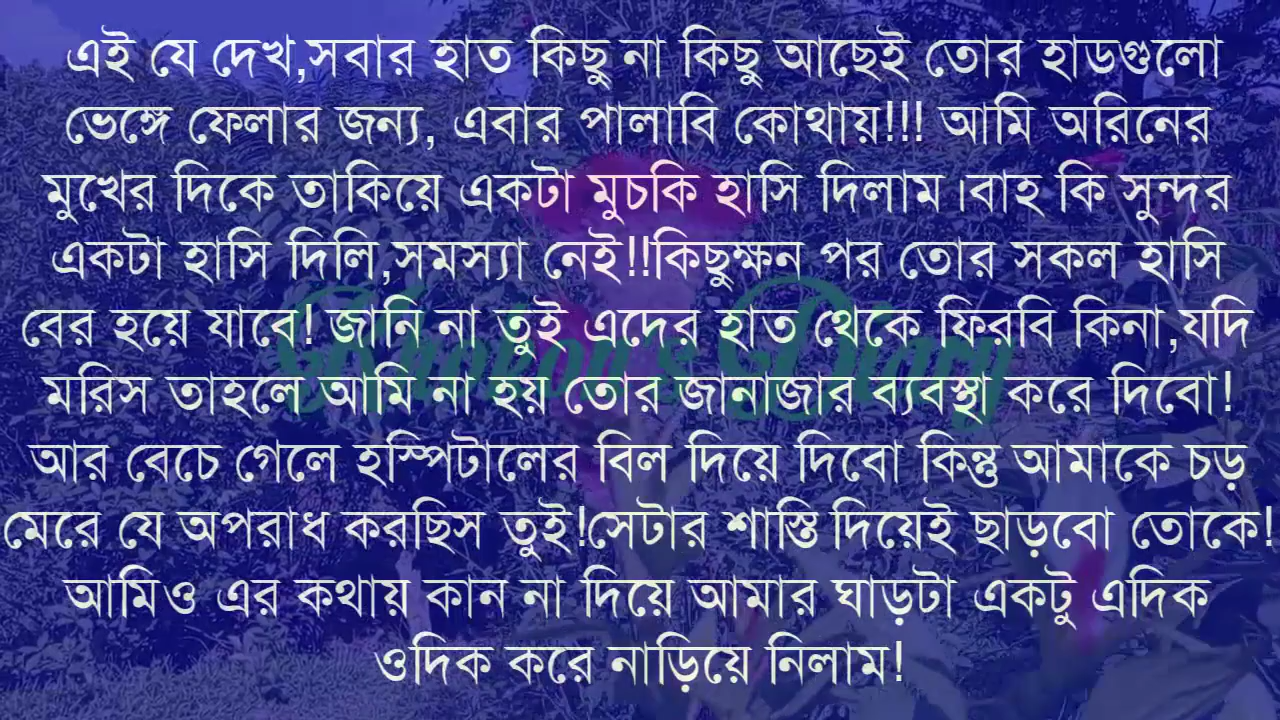 এই যে দেখ,সবার হাত কিছু না কিছু আছেই তোর হাডগুলো
ভেঙ্গে ফেলার জন্য, এবার পালাবি কোথায়!!! আমি অরিনের
মুখের দিকে তাকিয়ে একটা মুচকি হাসি দিলাম।বাহ কি সুন্দর
একটা হাসি দিলি,সমস্যা নেই!!কিছুক্ষন পর তোর সকল হাসি
বের হয়ে যাবে! জানি না তুই এদের হাত থেকে ফিরবি কিনা,যদি
মরিস তাহলে আমি না হয় তোর জানাজার ব্যবস্থা করে দিবো!
আর বেচে গেলে হস্পিটালের বিল দিয়ে দিবো কিন্তু আমাকে চড়
মেরে যে অপরাধ করছিস তুই!সেটার শাস্তি দিয়েই ছাড়বো তোকে!
আমিও এর কথায় কান না দিয়ে আমার ঘাড়টা একটু এদিক
ওদিক করে নাড়িয়ে নিলাম!
Khokon's Diary